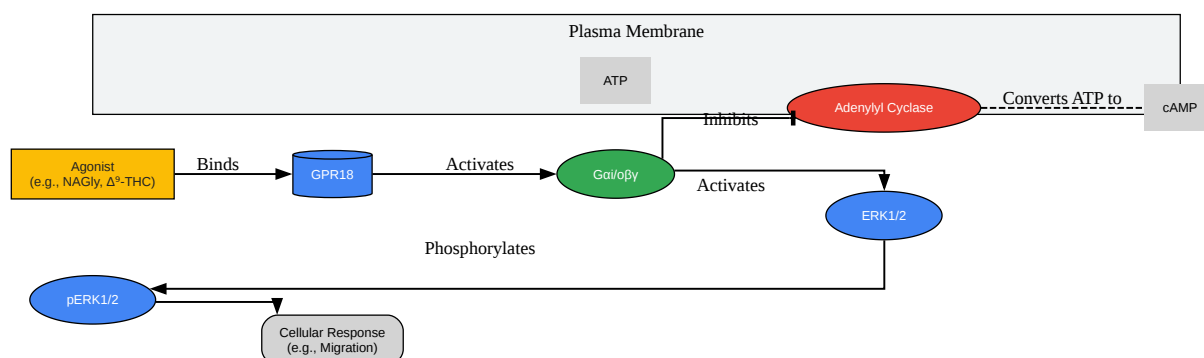 Plasma Membrane
ATP
Adenylyl Cyclase
Converts ATP to
cAMP
Inhibits
Agonist
(e.g., NAGly, Δ⁹-THC)
Binds
GPR18
Activates
Gαi/oβγ
Activates
ERK1/2
Phosphorylates
pERK1/2
Cellular Response
(e.g., Migration)